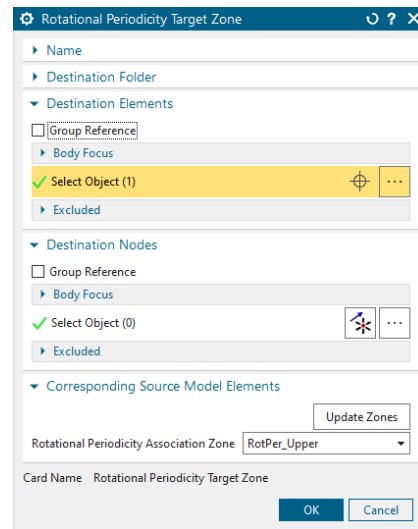 Rotational Periodicity Target Zone
Name
Destination Folder
Destination Elements
Group Reference
Body Focus
Select Object (1)
Excluded
Destination Nodes
Group Reference
Body Focus
Select Object (0)
Excluded
Corresponding Source Model Elements
Update Zones
Rotational Periodicity Association Zone RotPer_Upper
Card Name Rotational Periodicity Target Zone
OK Cancel